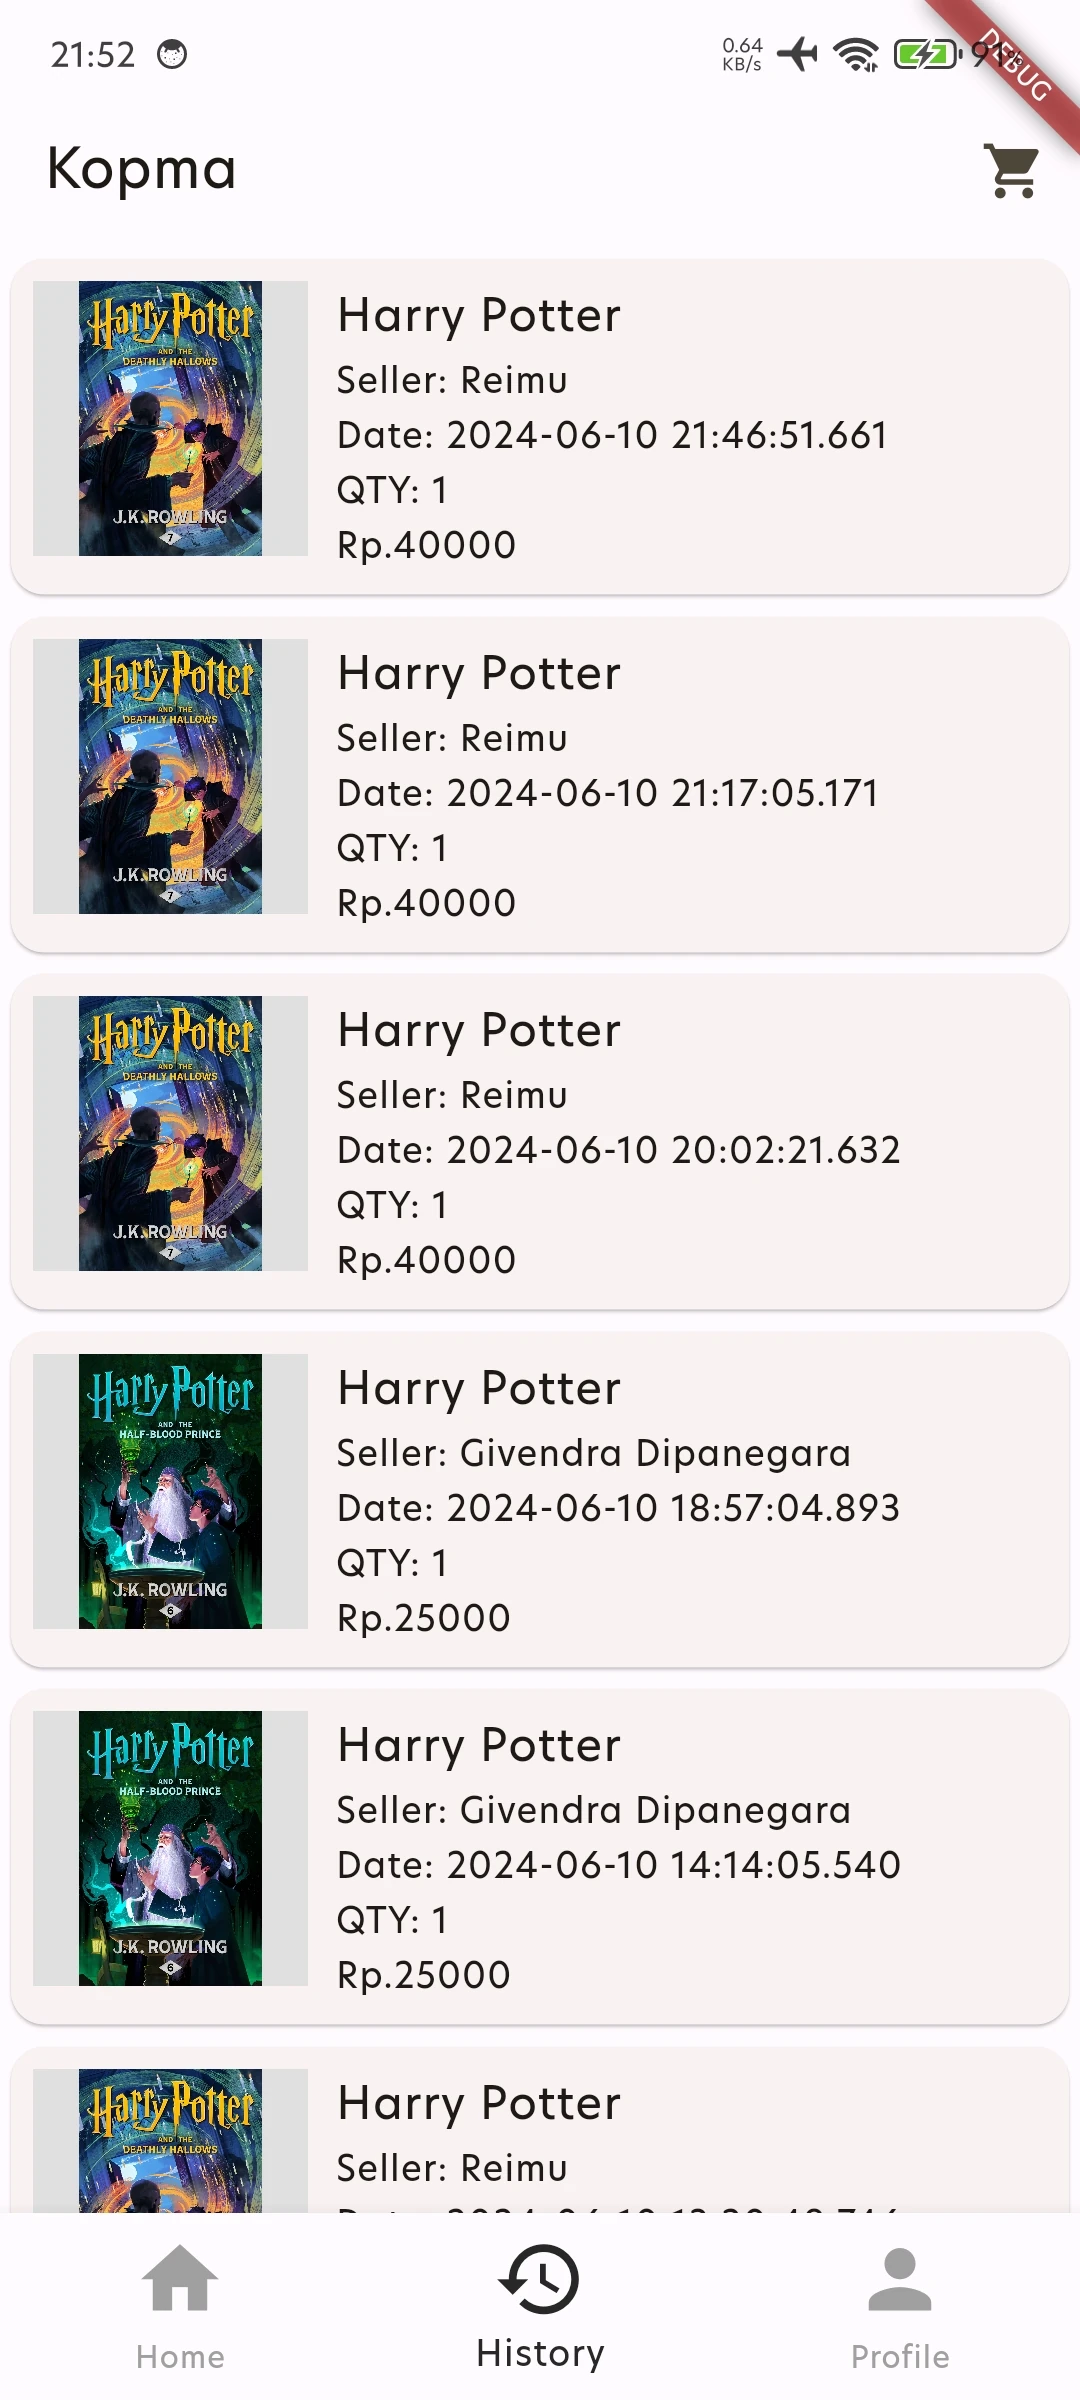 21:52
0.64
KB/s
DEBUG
Kopma
Harry Potter
AND THE
DEATHLY HALLOWS
J.K. ROWLING
7
Harry Potter
Seller: Reimu
Date: 2024-06-10 21:46:51.661
QTY: 1
Rp.40000
Harry Potter
AND THE
DEATHLY HALLOWS
J.K. ROWLING
7
Harry Potter
Seller: Reimu
Date: 2024-06-10 21:17:05.171
QTY: 1
Rp.40000
Harry Potter
AND THE
DEATHLY HALLOWS
J.K. ROWLING
7
Harry Potter
Seller: Reimu
Date: 2024-06-10 20:02:21.632
QTY: 1
Rp.40000
Harry Potter
AND THE
HALF-BLOOD PRINCE
J.K. ROWLING
6
Harry Potter
Seller: Givendra Dipanegara
Date: 2024-06-10 18:57:04.893
QTY: 1
Rp.25000
Harry Potter
AND THE
HALF-BLOOD PRINCE
J.K. ROWLING
6
Harry Potter
Seller: Givendra Dipanegara
Date: 2024-06-10 14:14:05.540
QTY: 1
Rp.25000
Harry Potter
AND THE
DEATHLY HALLOWS
Harry Potter
Seller: Reimu
Home
History
Profile